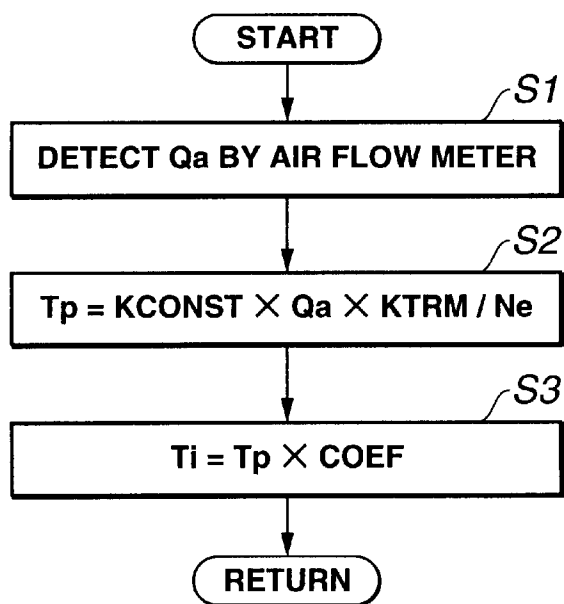 START
S1
DETECT Qa BY AIR FLOW METER
S2
Tp = KCONST × Qa × KTRM / Ne
S3
Ti = Tp × COEF
RETURN